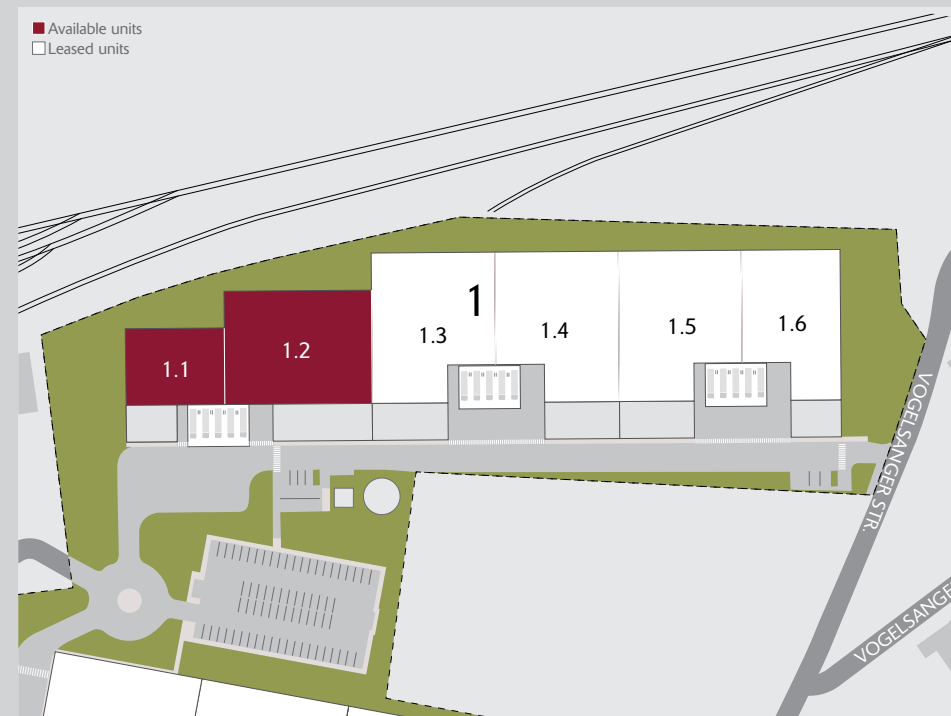 Available units
Leased units
1
1.1
1.2
1.3
1.4
1.5
1.6
VOGELSANGER STR.
VOGELSANGE